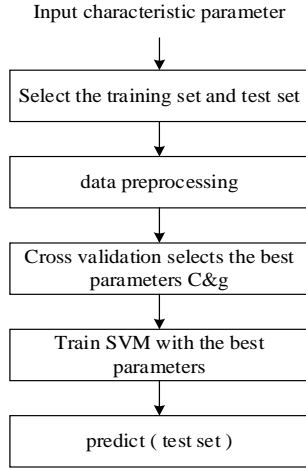 Input characteristic parameter
Select the training set and test set
data preprocessing
Cross validation selects the best
parameters C&g
Train SVM with the best
parameters
predict ( test set )